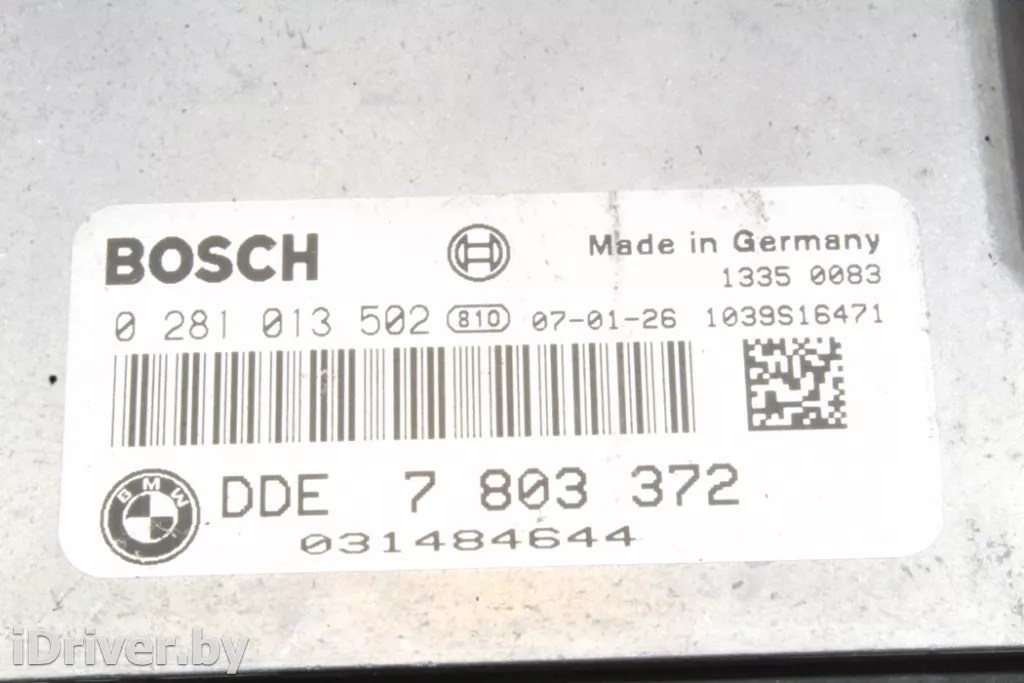 BOSCH Made in Germany
1335 0083
0 281 013 502 810 07-01-26 1039S16471
BMW DDE 7 803 372
031484644
iDriver.by